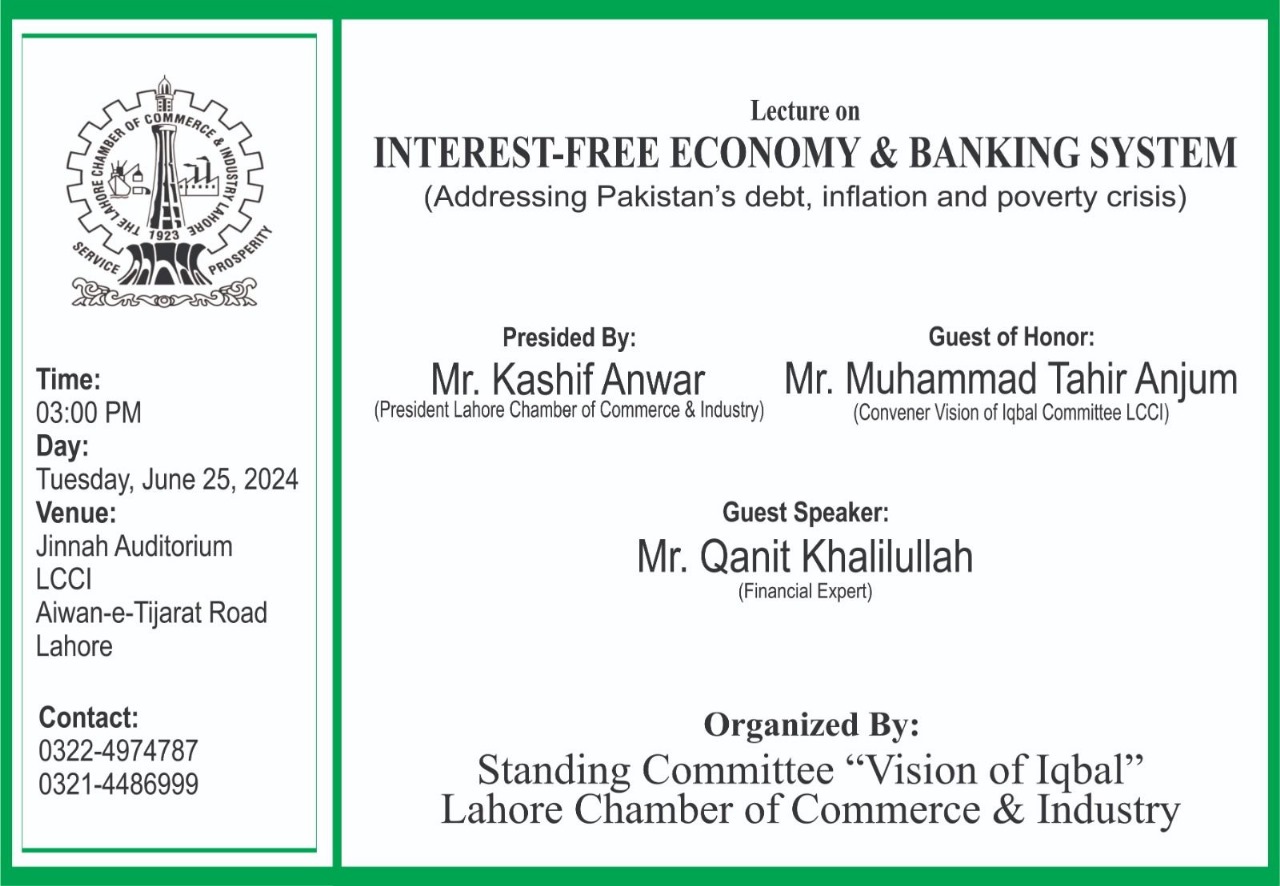 THE LAHORE CHAMBER OF COMMERCE & INDUSTRY LAHORE
1923
SERVICE PROSPERITY
Time:
03:00 PM
Day:
Tuesday, June 25, 2024
Venue:
Jinnah Auditorium
LCCI
Aiwan-e-Tijarat Road
Lahore
Contact:
0322-4974787
0321-4486999
Lecture on
INTEREST-FREE ECONOMY & BANKING SYSTEM
(Addressing Pakistan’s debt, inflation and poverty crisis)
Presided By:
Mr. Kashif Anwar
(President Lahore Chamber of Commerce & Industry)
Guest of Honor:
Mr. Muhammad Tahir Anjum
(Convener Vision of Iqbal Committee LCCI)
Guest Speaker:
Mr. Qanit Khalilullah
(Financial Expert)
Organized By:
Standing Committee “Vision of Iqbal”
Lahore Chamber of Commerce & Industry